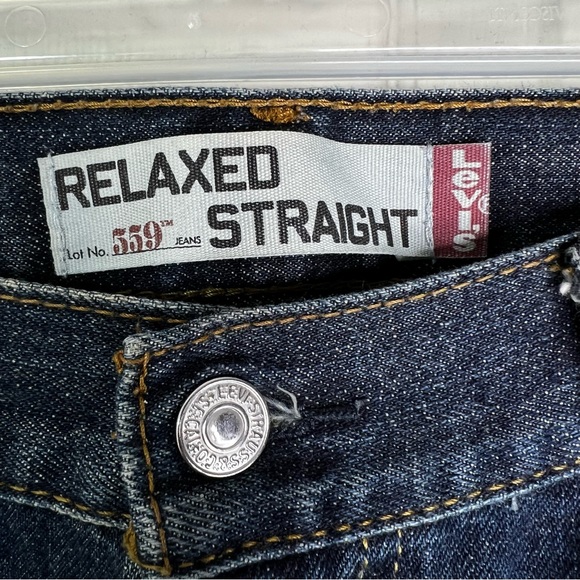 RELAXED
Lot No. 559™ JEANS STRAIGHT
Levi's®
LEVI STRAUSS & CO
S.F. CAL